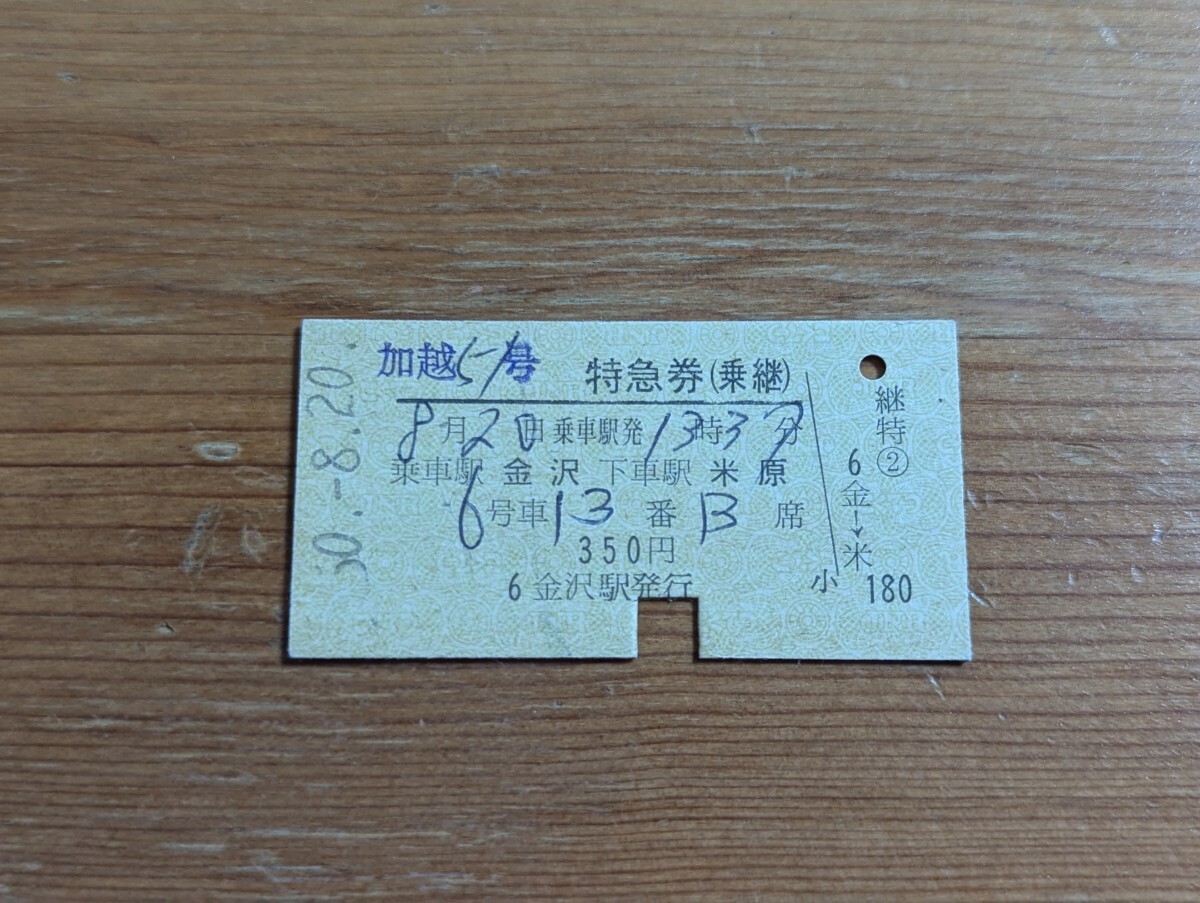 加越51号
特急券(乗継)
8月20日乗車駅発13時37分
乗車駅 金沢 下車駅 米原
6号車13番B席
350円
6金沢駅発行
継特②
6金→米
小 180
50.-8.20.